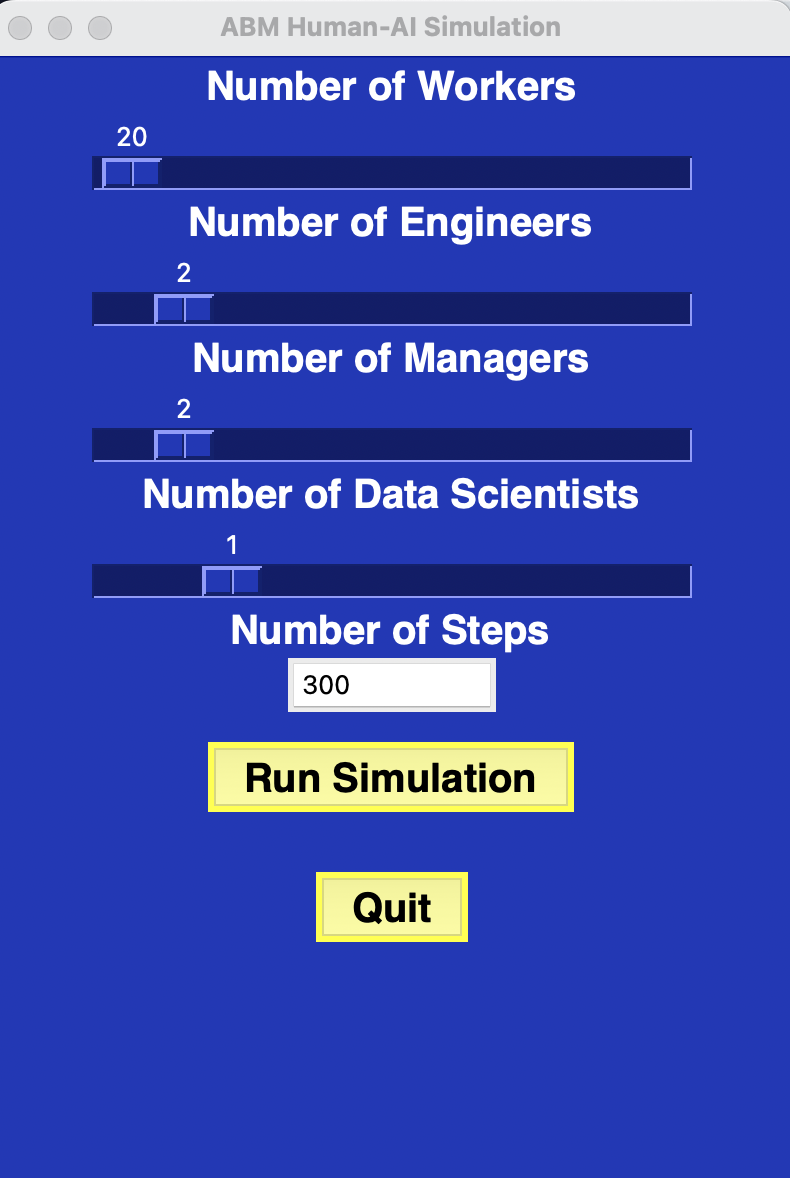 ABM Human-AI Simulation
Number of Workers
20
Number of Engineers
2
Number of Managers
2
Number of Data Scientists
1
Number of Steps
300
Run Simulation
Quit